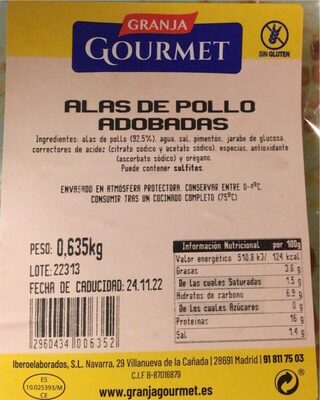 GRANJA
GOURMET
SIN GLUTEN
ALAS DE POLLO
ADOBADAS
Ingredientes: alas de pollo (92,5%), agua, sal, pimentón, jarabe de glucosa,
correctores de acidez (citrato sódico y acetato sódico), especias, antioxidante
(ascorbato sódico) y orégano.
Puede contener sulfitos.
ENVASADO EN ATMÓSFERA PROTECTORA. CONSERVAR ENTRE 0-4ºC.
CONSUMIR TRAS UN COCINADO COMPLETO (75ºC)
PESO: 0,635kg
LOTE: 22313
FECHA DE CADUCIDAD: 24.11.22
2960434 006352
Información Nutricional por 100g
Valor energético 518,8 kJ/ 124 kcal
Grasas 3.6 g
De las cuales Saturadas 1.5 g
Hidratos de carbono 6,9 g
De los cuales Azúcares 0 g
Proteínas 16 g
Sal 1.4 g
Iberoelaborados, S.L. Navarra, 29 Villanueva de la Cañada | 28691 Madrid | 91 811 75 03
C.I.F B-87016879
ES
10.025393/M
CE
www.granjagourmet.es